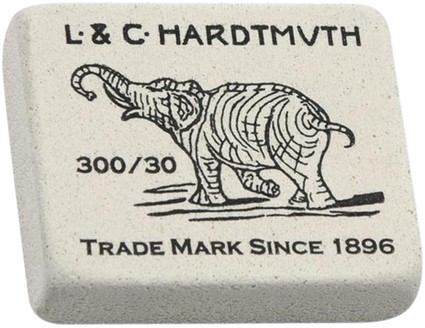 L·&C·HARDTMVTH
300/30
TRADE MARK SINCE 1896